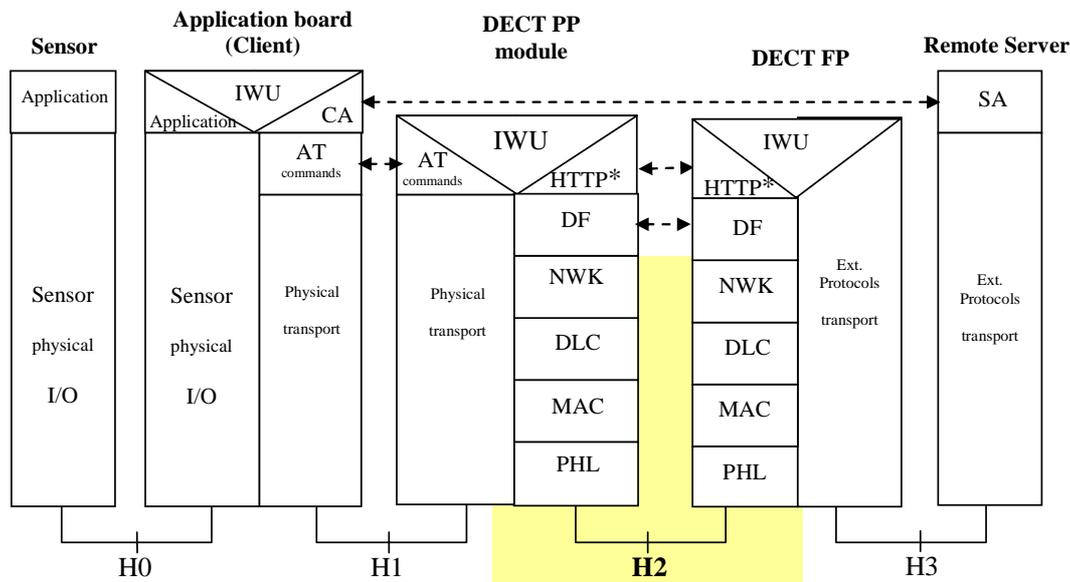 Sensor
Application board
(Client)
DECT PP
module
DECT FP
Remote Server
Application
IWU
Application
CA
AT
commands
Sensor
physical
I/O
Sensor
physical
I/O
Physical
transport
IWU
AT
commands
HTTP*
Physical
transport
DF
NWK
DLC
MAC
PHL
IWU
HTTP*
DF
NWK
DLC
MAC
PHL
Ext.
Protocols
transport
SA
Ext.
Protocols
transport
H0
H1
H2
H3